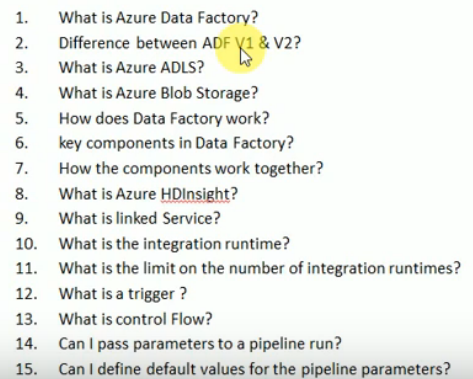 1. What is Azure Data Factory?
2. Difference between ADF V1 & V2?
3. What is Azure ADLS?
4. What is Azure Blob Storage?
5. How does Data Factory work?
6. key components in Data Factory?
7. How the components work together?
8. What is Azure HDInsight?
9. What is linked Service?
10. What is the integration runtime?
11. What is the limit on the number of integration runtimes?
12. What is a trigger ?
13. What is control Flow?
14. Can I pass parameters to a pipeline run?
15. Can I define default values for the pipeline parameters?